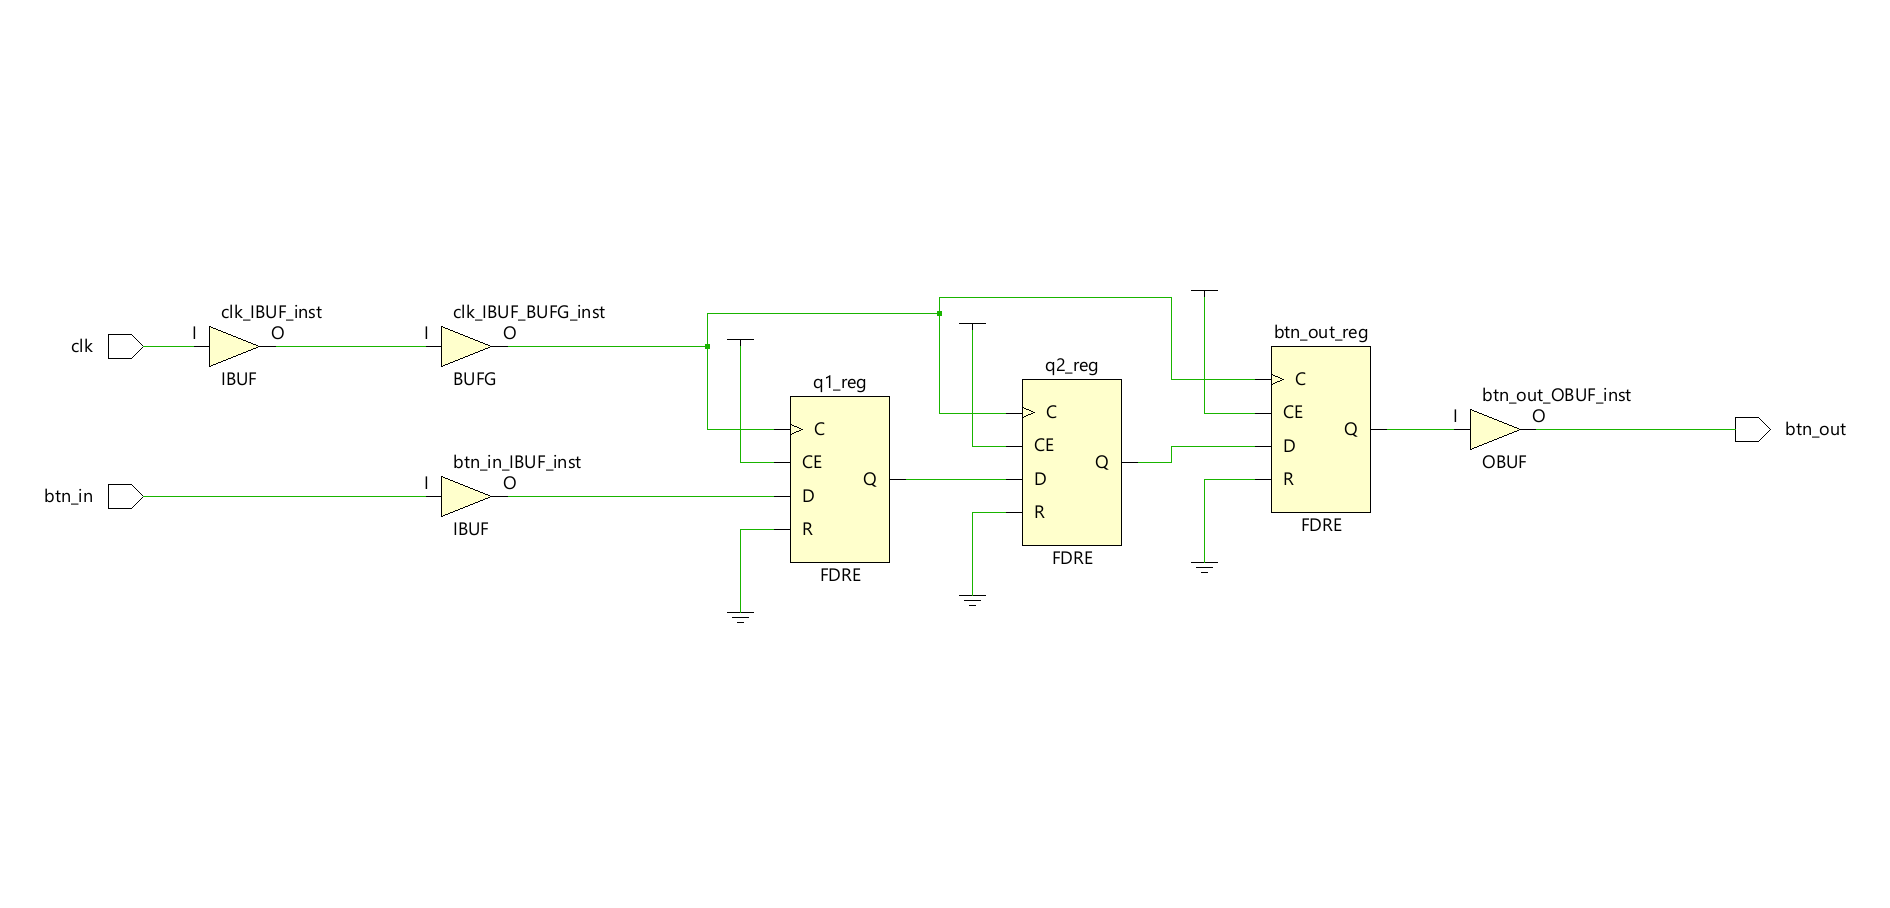 clk
I
clk_IBUF_inst
O
IBUF
I
clk_IBUF_BUFG_inst
O
BUFG
btn_in
I
btn_in_IBUF_inst
O
IBUF
q1_reg
C
CE
D
R
Q
FDRE
q2_reg
C
CE
D
R
Q
FDRE
btn_out_reg
C
CE
D
R
Q
FDRE
I
btn_out_OBUF_inst
O
OBUF
btn_out